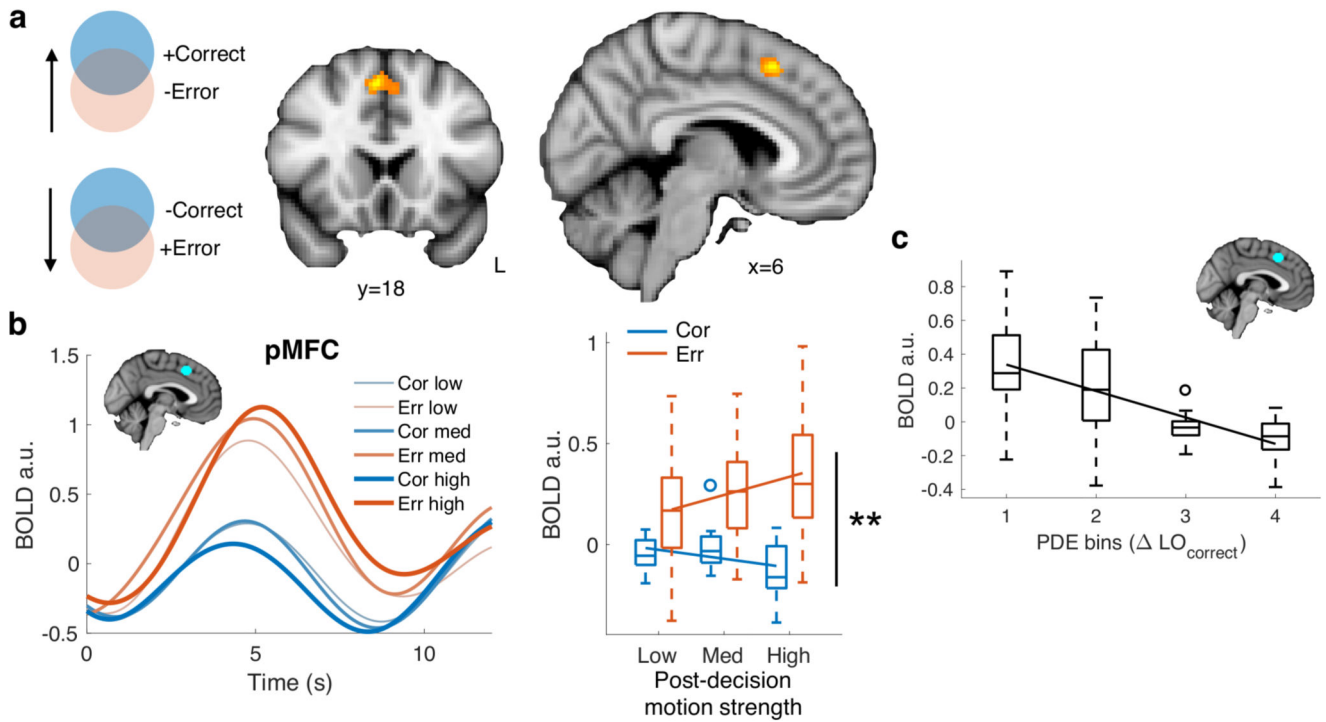 a
+Correct
-Error
-Correct
+Error
y=18
L
x=6
b
pMFC
BOLD a.u.
1.5
1
0.5
0
-0.5
0
5
10
Time (s)
Cor low
Err low
Cor med
Err med
Cor high
Err high
Cor
Err
BOLD a.u.
1
0.5
0
**
Low
Med
High
Post-decision
motion strength
c
BOLD a.u.
0.8
0.6
0.4
0.2
0
-0.2
-0.4
1
2
3
4
PDE bins (Δ LOcorrect)